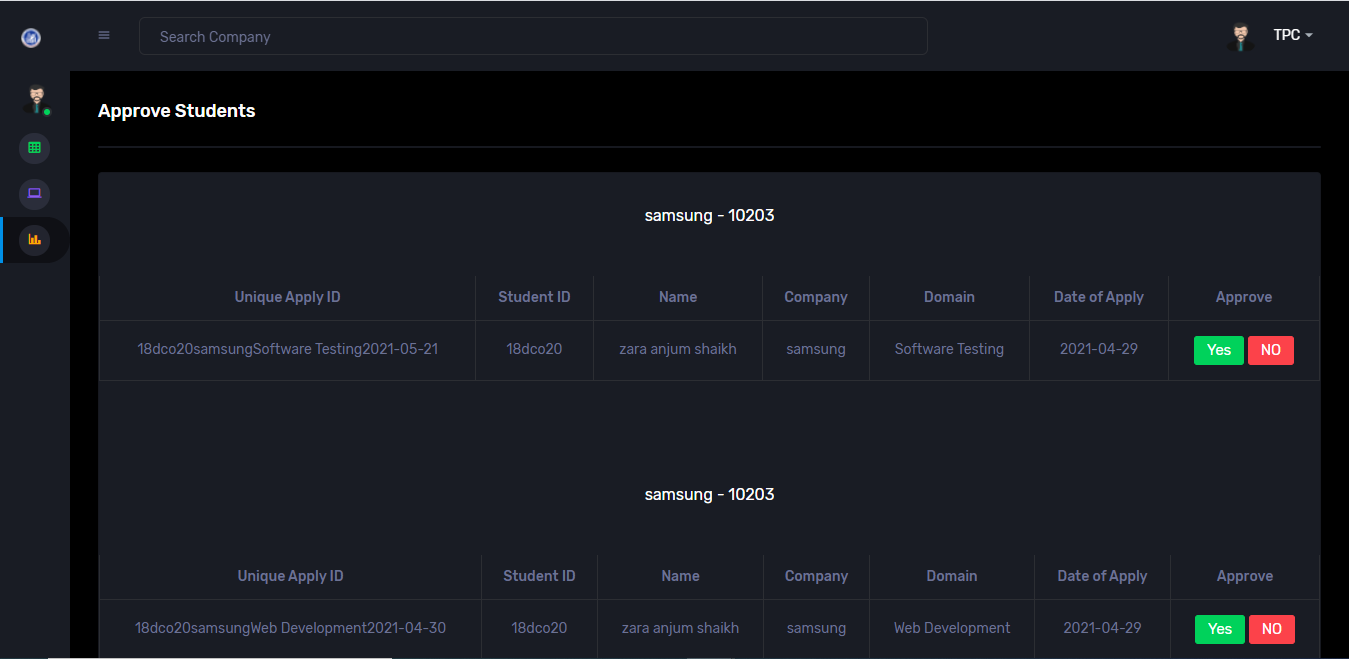 Search Company
TPC
Approve Students
samsung - 10203
Unique Apply ID Student ID Name Company Domain Date of Apply Approve
18dco20samsungSoftware Testing2021-05-21 18dco20 zara anjum shaikh samsung Software Testing 2021-04-29 Yes NO
samsung - 10203
Unique Apply ID Student ID Name Company Domain Date of Apply Approve
18dco20samsungWeb Development2021-04-30 18dco20 zara anjum shaikh samsung Web Development 2021-04-29 Yes NO